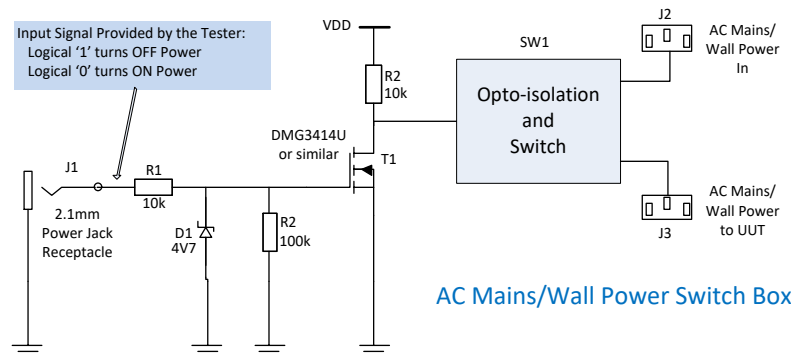 Input Signal Provided by the Tester:
Logical ‘1’ turns OFF Power
Logical ‘0’ turns ON Power
VDD
R2
10k
SW1
Opto-isolation
and
Switch
J2
AC Mains/
Wall Power
In
DMG3414U
or similar
T1
J1
R1
10k
2.1mm
Power Jack
Receptacle
D1
4V7
R2
100k
J3
AC Mains/
Wall Power
to UUT
AC Mains/Wall Power Switch Box